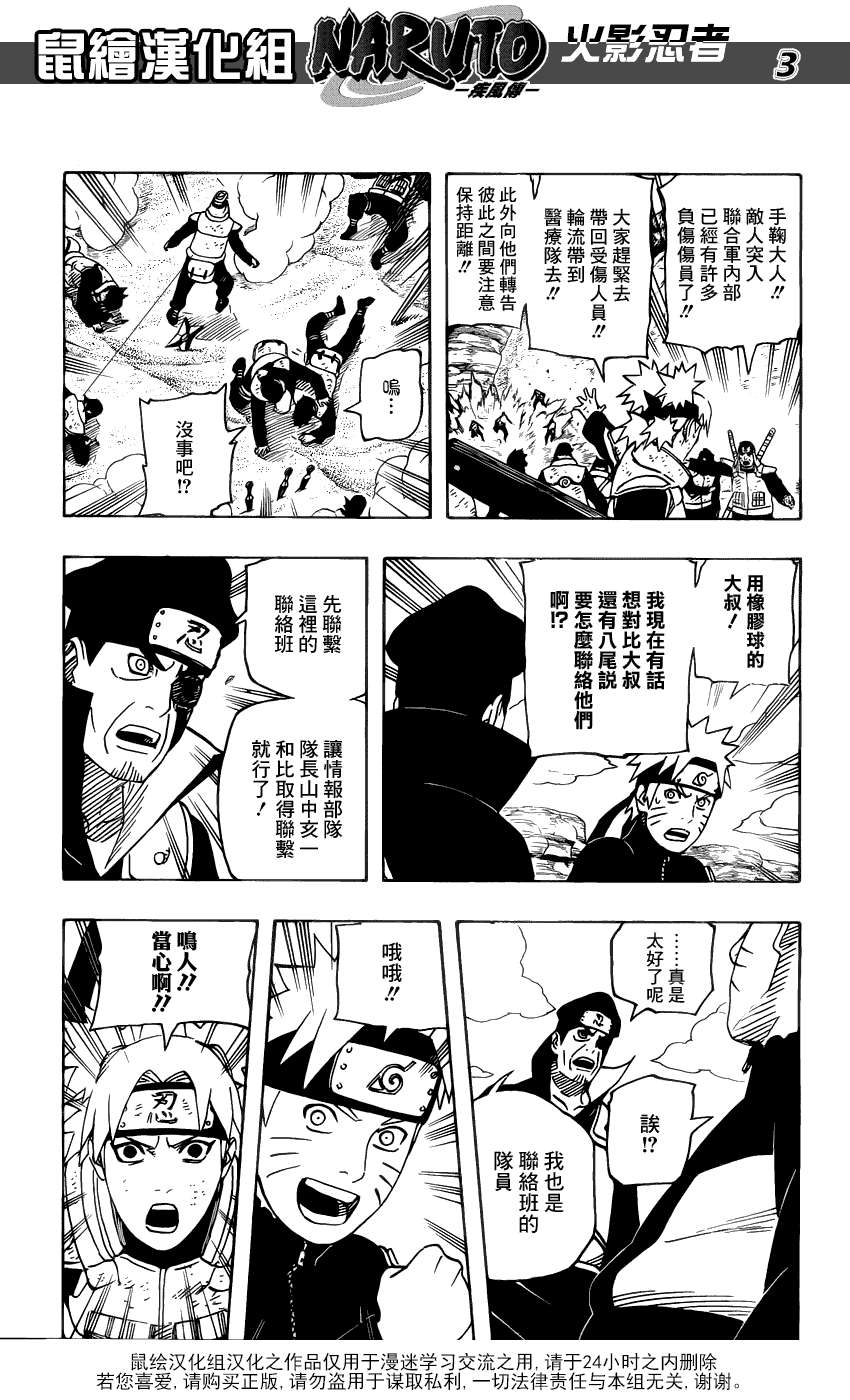 鼠繪漢化組
NARUTO
疾風傳
火影忍者
3
手鞠大人!!
敵人突入
聯合軍內部
已經有許多
負傷傷員了!!
大家趕緊去
帶回受傷人員!!
輪流帶到
醫療隊去!!
此外向他們轉告
彼此之間要注意
保持距離!!
嗚…
沒事吧!?
用橡膠球的
大叔!
我現在有話
想對比大叔
還有八尾說
要怎麼聯絡他們
啊!?
先聯繫
這裡的
聯絡班
讓情報部隊
隊長山中亥一
和比取得聯繫
就行了!
忍
……真是
太好了呢
誒!?
我也是
聯絡班的
隊員
哦哦!!
鳴人!!
當心啊!!
忍
鼠绘汉化组汉化之作品仅用于漫迷学习交流之用, 请于24小时之内删除
若您喜爱, 请购买正版, 请勿用于谋取私利, 一切法律责任与本组无关, 谢谢。